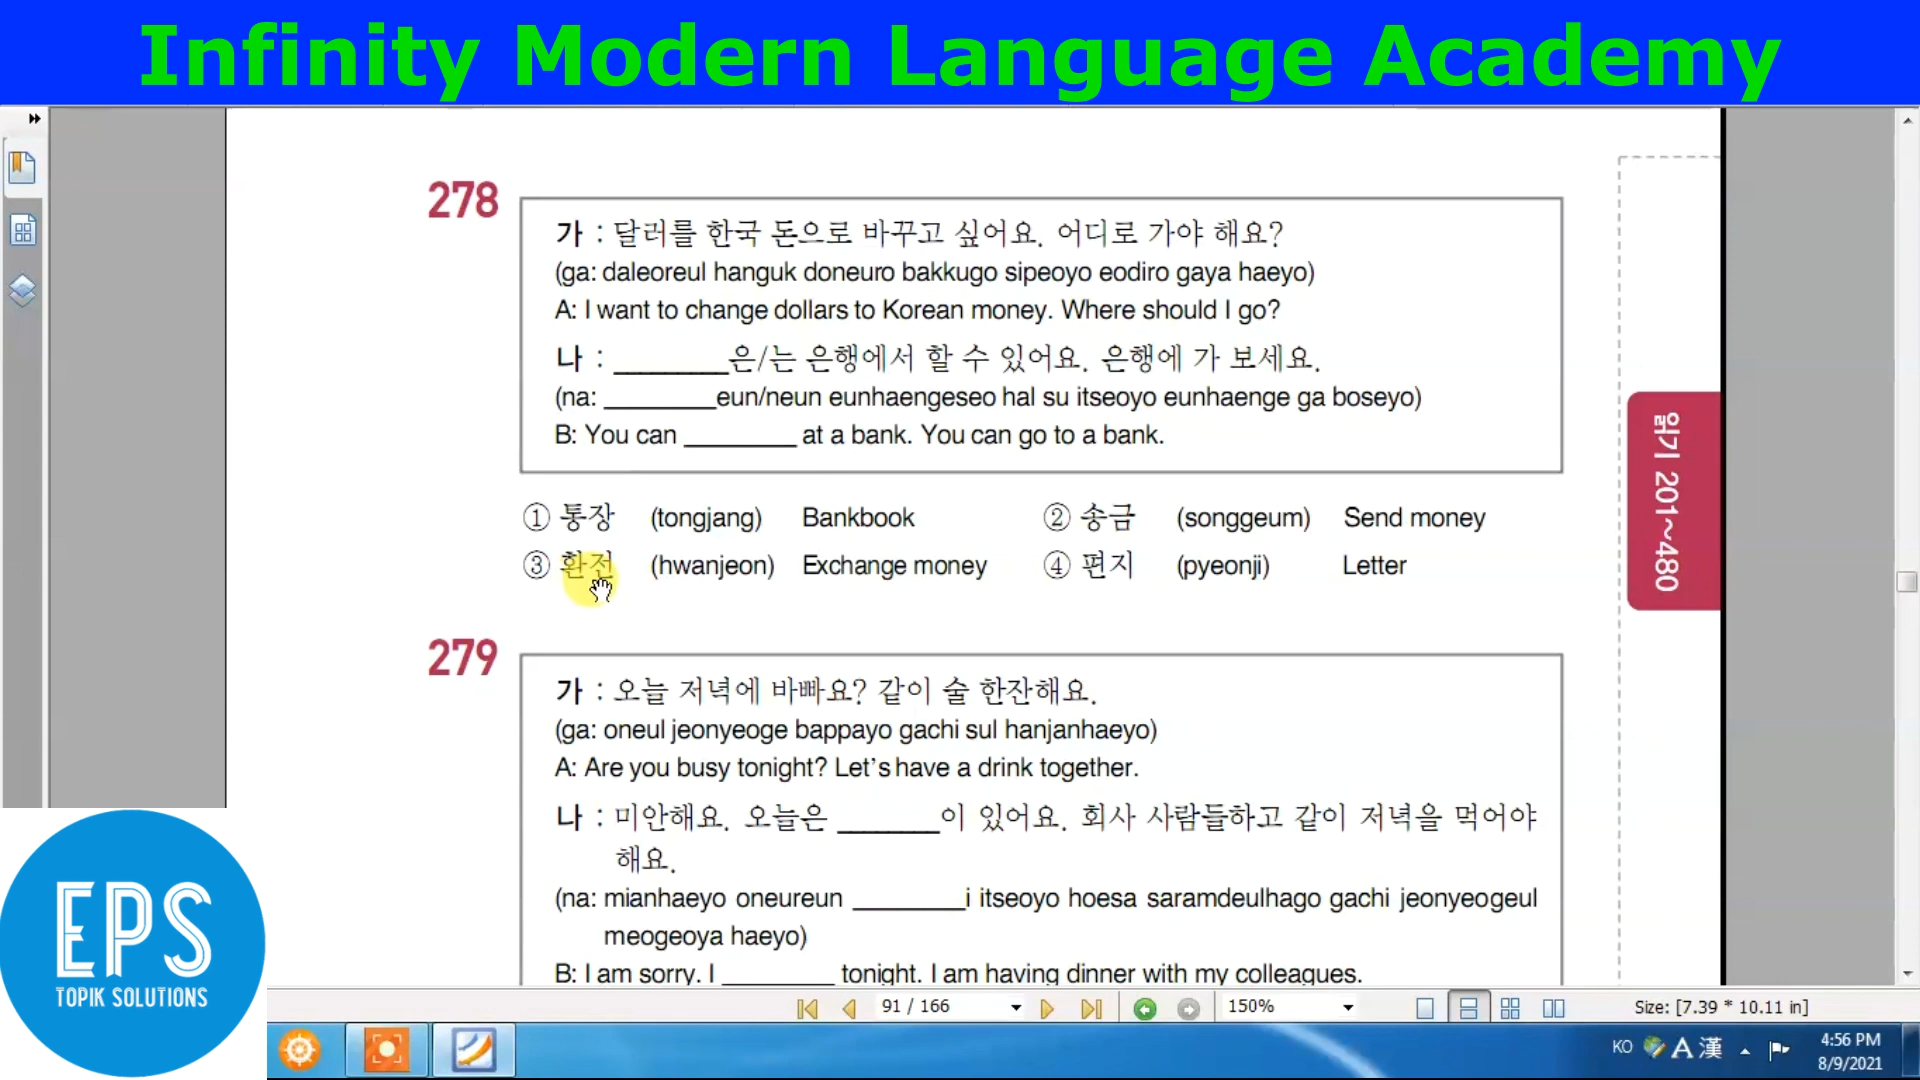 Infinity Modern Language Academy
278
가 : 달러를 한국 돈으로 바꾸고 싶어요. 어디로 가야 해요?
(ga: daleoreul hanguk doneuro bakkugo sipeoyo eodiro gaya haeyo)
A: I want to change dollars to Korean money. Where should I go?
나 : ________은/는 은행에서 할 수 있어요. 은행에 가 보세요.
(na: ________eun/neun eunhaengeseo hal su itseoyo eunhaenge ga boseyo)
B: You can ________ at a bank. You can go to a bank.
① 통장 (tongjang) Bankbook ② 송금 (songgeum) Send money
③ 환전 (hwanjeon) Exchange money ④ 편지 (pyeonji) Letter
읽기 201~480
279
가 : 오늘 저녁에 바빠요? 같이 술 한잔해요.
(ga: oneul jeonyeoge bappayo gachi sul hanjanhaeyo)
A: Are you busy tonight? Let's have a drink together.
나 : 미안해요. 오늘은 ________이 있어요. 회사 사람들하고 같이 저녁을 먹어야
해요.
(na: mianhaeyo oneureun ________i itseoyo hoesa saramdeulhago gachi jeonyeogeul
meogeoya haeyo)
B: I am sorry. I ________ tonight. I am having dinner with my colleagues.
EPS
TOPIK SOLUTIONS
91 / 166
150%
Size: [7.39 * 10.11 in]
KO A 漢
4:56 PM
8/9/2021